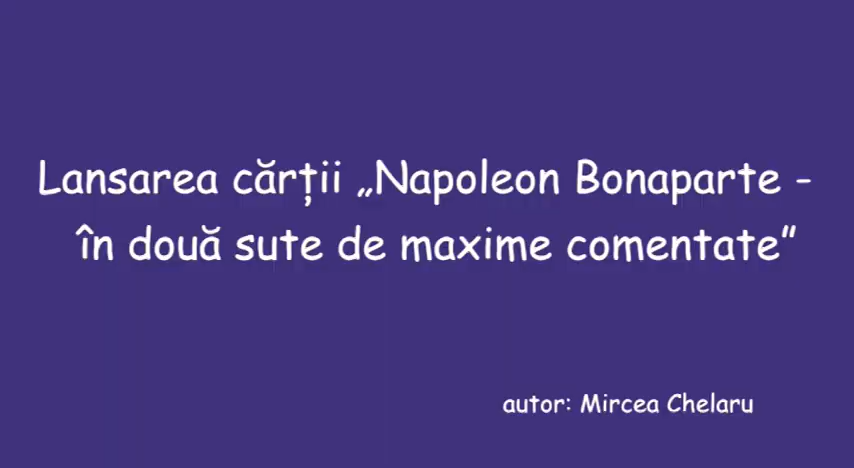 Lansarea cărții „Napoleon Bonaparte -
în două sute de maxime comentate”
autor: Mircea Chelaru